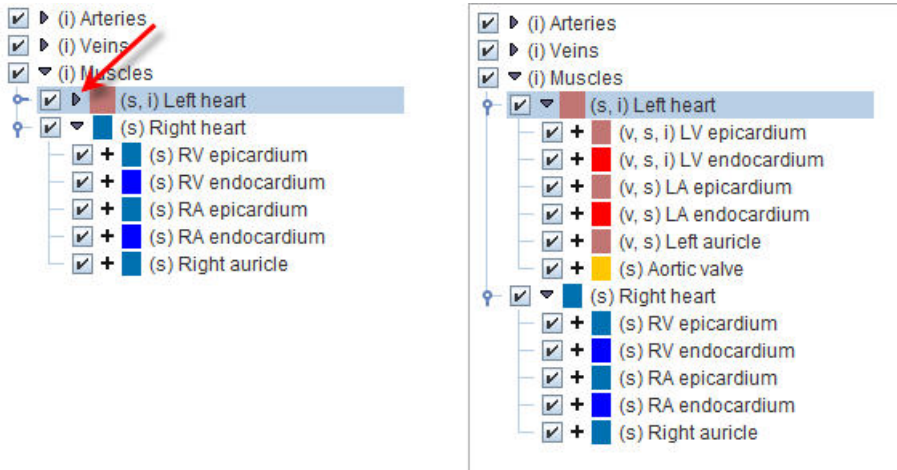 (i) Arteries
(i) Veins
(i) Muscles
(s, i) Left heart
(s) Right heart
(s) RV epicardium
(s) RV endocardium
(s) RA epicardium
(s) RA endocardium
(s) Right auricle
(i) Arteries
(i) Veins
(i) Muscles
(s, i) Left heart
(v, s, i) LV epicardium
(v, s, i) LV endocardium
(v, s) LA epicardium
(v, s) LA endocardium
(v, s) Left auricle
(s) Aortic valve
(s) Right heart
(s) RV epicardium
(s) RV endocardium
(s) RA epicardium
(s) RA endocardium
(s) Right auricle